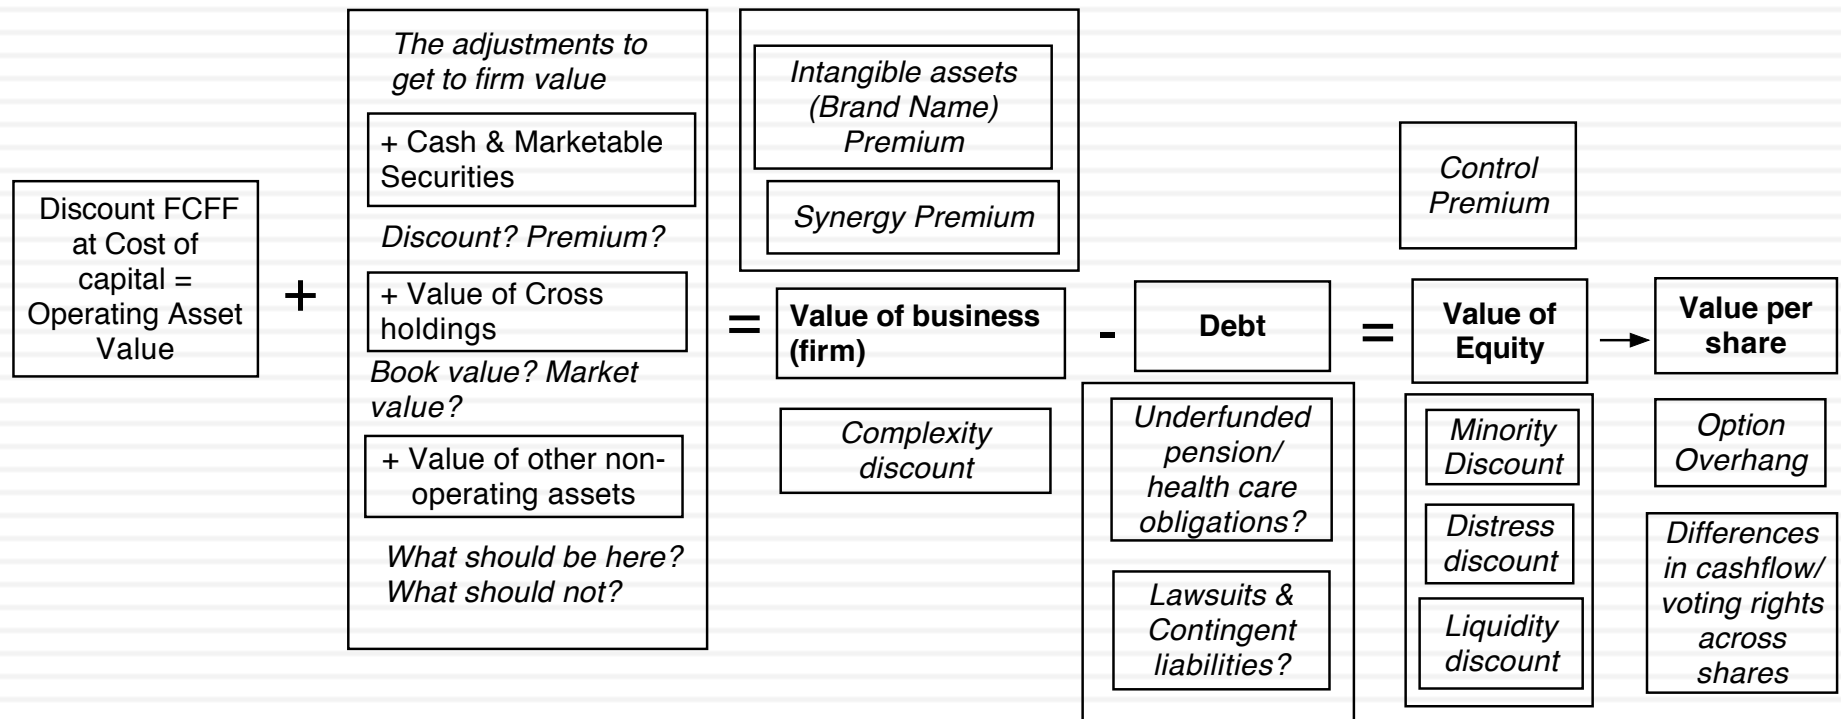 Discount FCFF
at Cost of
capital =
Operating Asset
Value
+
The adjustments to
get to firm value
+ Cash & Marketable
Securities
Discount? Premium?
+ Value of Cross
holdings
Book value? Market
value?
+ Value of other non-
operating assets
What should be here?
What should not?
=
Intangible assets
(Brand Name)
Premium
Synergy Premium
Value of business
(firm)
Complexity
discount
-
Debt
Underfunded
pension/
health care
obligations?
Lawsuits &
Contingent
liabilities?
=
Control
Premium
Value of
Equity
Minority
Discount
Distress
discount
Liquidity
discount
Value per
share
Option
Overhang
Differences
in cashflow/
voting rights
across
shares